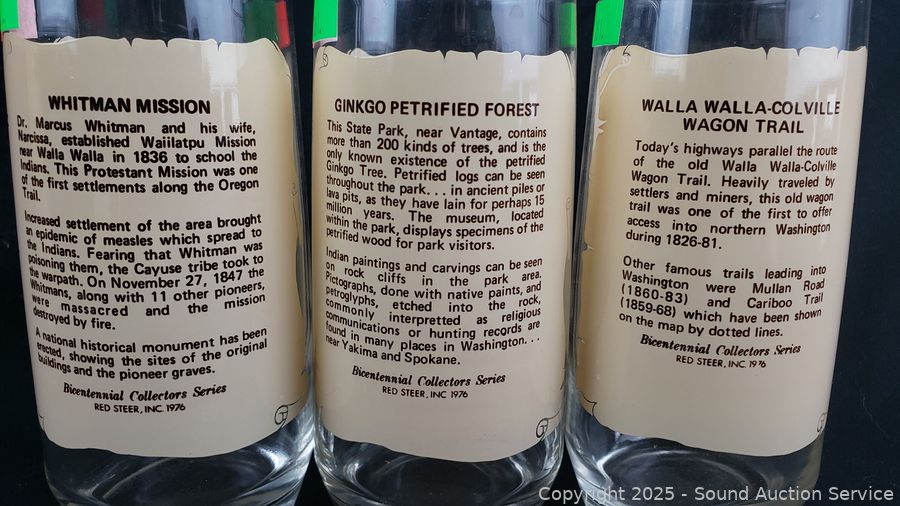 WHITMAN MISSION
Dr. Marcus Whitman and his wife,
Narcissa, established Waiilatpu Mission
near Walla Walla in 1836 to school the
Indians. This Protestant Mission was one
of the first settlements along the Oregon
Trail.
Increased settlement of the area brought
an epidemic of measles which spread to
the Indians. Fearing that Whitman was
poisoning them, the Cayuse tribe took to
the warpath. On November 27, 1847 the
Whitmans, along with 11 other pioneers,
were massacred and the mission
destroyed by fire.
A national historical monument has been
erected, showing the sites of the original
buildings and the pioneer graves.
Bicentennial Collectors Series
RED STEER, INC. 1976
GINKGO PETRIFIED FOREST
This State Park, near Vantage, contains
more than 200 kinds of trees, and is the
only known existence of the petrified
Ginkgo Tree. Petrified logs can be seen
throughout the park. . . in ancient piles or
lava pits, as they have lain for perhaps 15
million years. The museum, located
within the park, displays specimens of the
petrified wood for park visitors.
Indian paintings and carvings can be seen
on rock cliffs in the park area.
Pictographs, done with native paints, and
petroglyphs, etched into the rock,
commonly interpretted as religious
communications or hunting records are
found in many places in Washington. . .
near Yakima and Spokane.
Bicentennial Collectors Series
RED STEER, INC 1976
WALLA WALLA-COLVILLE
WAGON TRAIL
Today's highways parallel the route
of the old Walla Walla-Colville
Wagon Trail. Heavily traveled by
settlers and miners, this old wagon
trail was one of the first to offer
access into northern Washington
during 1826-81.
Other famous trails leading into
Washington were Mullan Road
(1860-83) and Cariboo Trail
(1859-68) which have been shown
on the map by dotted lines.
Bicentennial Collectors Series
RED STEER, INC. 1976
Copyright 2025 - Sound Auction Service